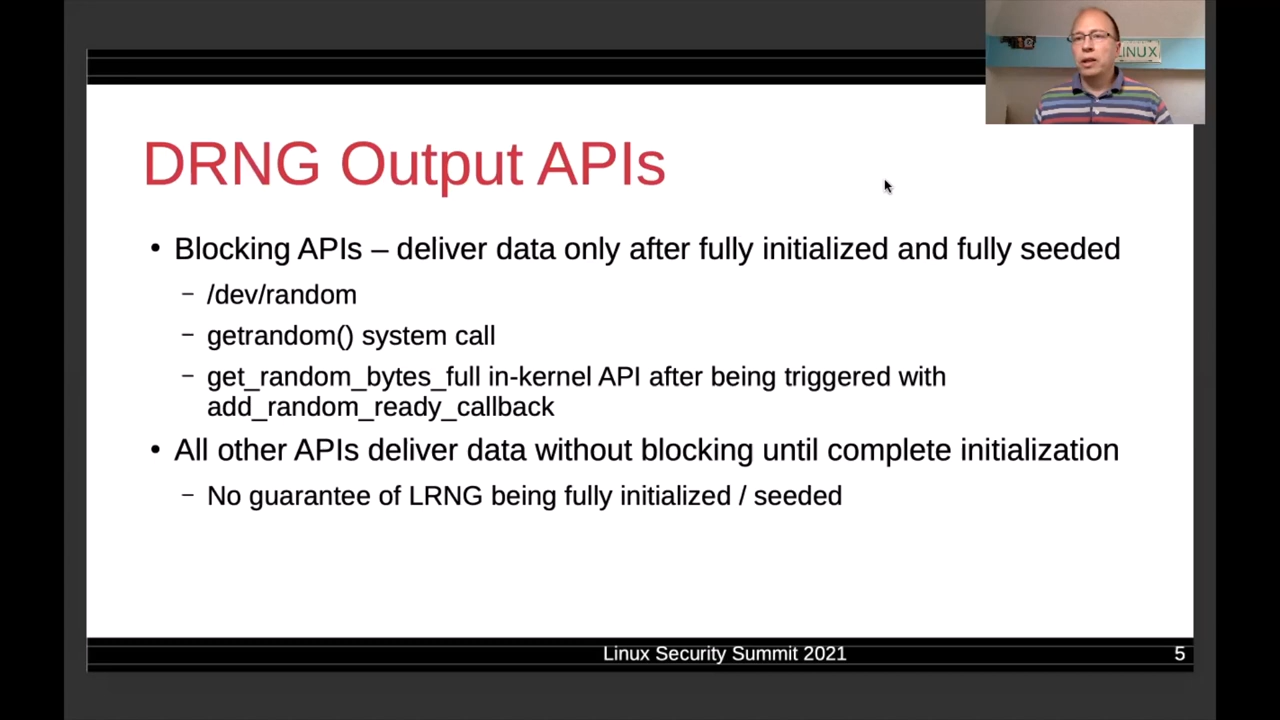 LINUX
DRNG Output APIs
• Blocking APIs – deliver data only after fully initialized and fully seeded
– /dev/random
– getrandom() system call
– get_random_bytes_full in-kernel API after being triggered with
add_random_ready_callback
• All other APIs deliver data without blocking until complete initialization
– No guarantee of LRNG being fully initialized / seeded
Linux Security Summit 2021
5